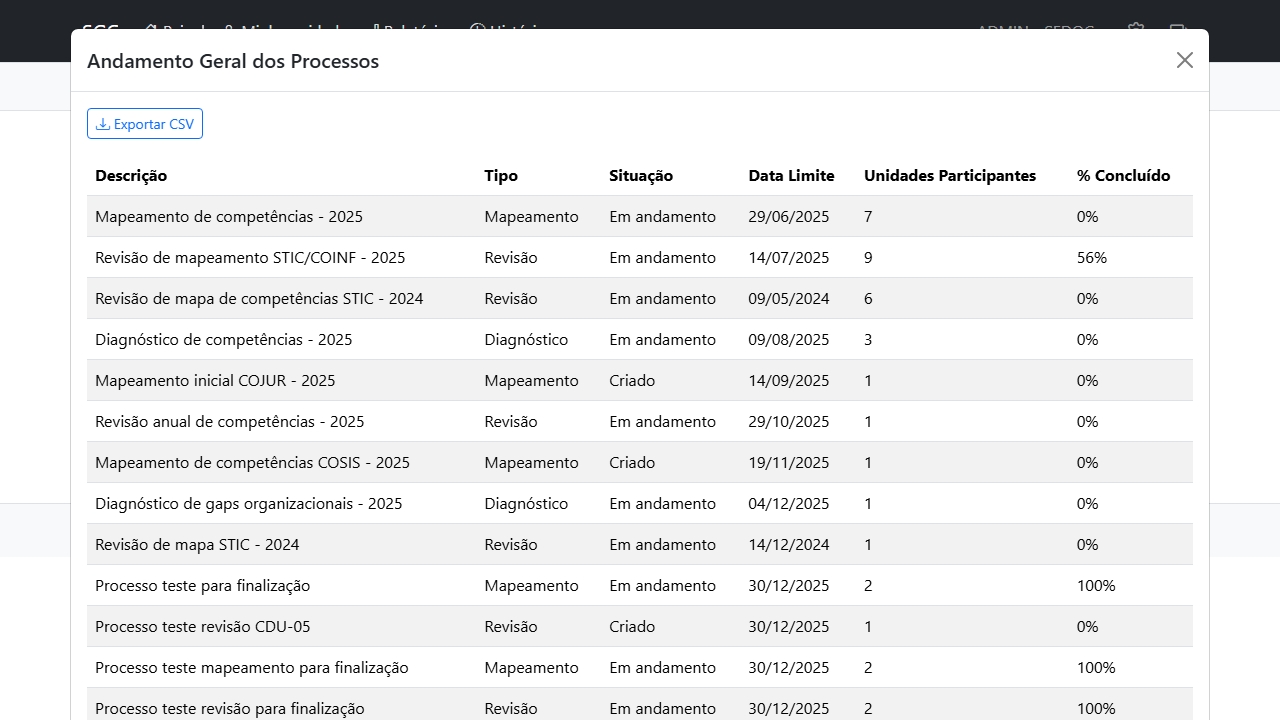 Andamento Geral dos Processos
Exportar CSV
Descrição Tipo Situação Data Limite Unidades Participantes % Concluído
Mapeamento de competências - 2025 Mapeamento Em andamento 29/06/2025 7 0%
Revisão de mapeamento STIC/COINF - 2025 Revisão Em andamento 14/07/2025 9 56%
Revisão de mapa de competências STIC - 2024 Revisão Em andamento 09/05/2024 6 0%
Diagnóstico de competências - 2025 Diagnóstico Em andamento 09/08/2025 3 0%
Mapeamento inicial COJUR - 2025 Mapeamento Criado 14/09/2025 1 0%
Revisão anual de competências - 2025 Revisão Em andamento 29/10/2025 1 0%
Mapeamento de competências COSIS - 2025 Mapeamento Criado 19/11/2025 1 0%
Diagnóstico de gaps organizacionais - 2025 Diagnóstico Em andamento 04/12/2025 1 0%
Revisão de mapa STIC - 2024 Revisão Em andamento 14/12/2024 1 0%
Processo teste para finalização Mapeamento Em andamento 30/12/2025 2 100%
Processo teste revisão CDU-05 Revisão Criado 30/12/2025 1 0%
Processo teste mapeamento para finalização Mapeamento Em andamento 30/12/2025 2 100%
Processo teste revisão para finalização Revisão Em andamento 30/12/2025 2 100%